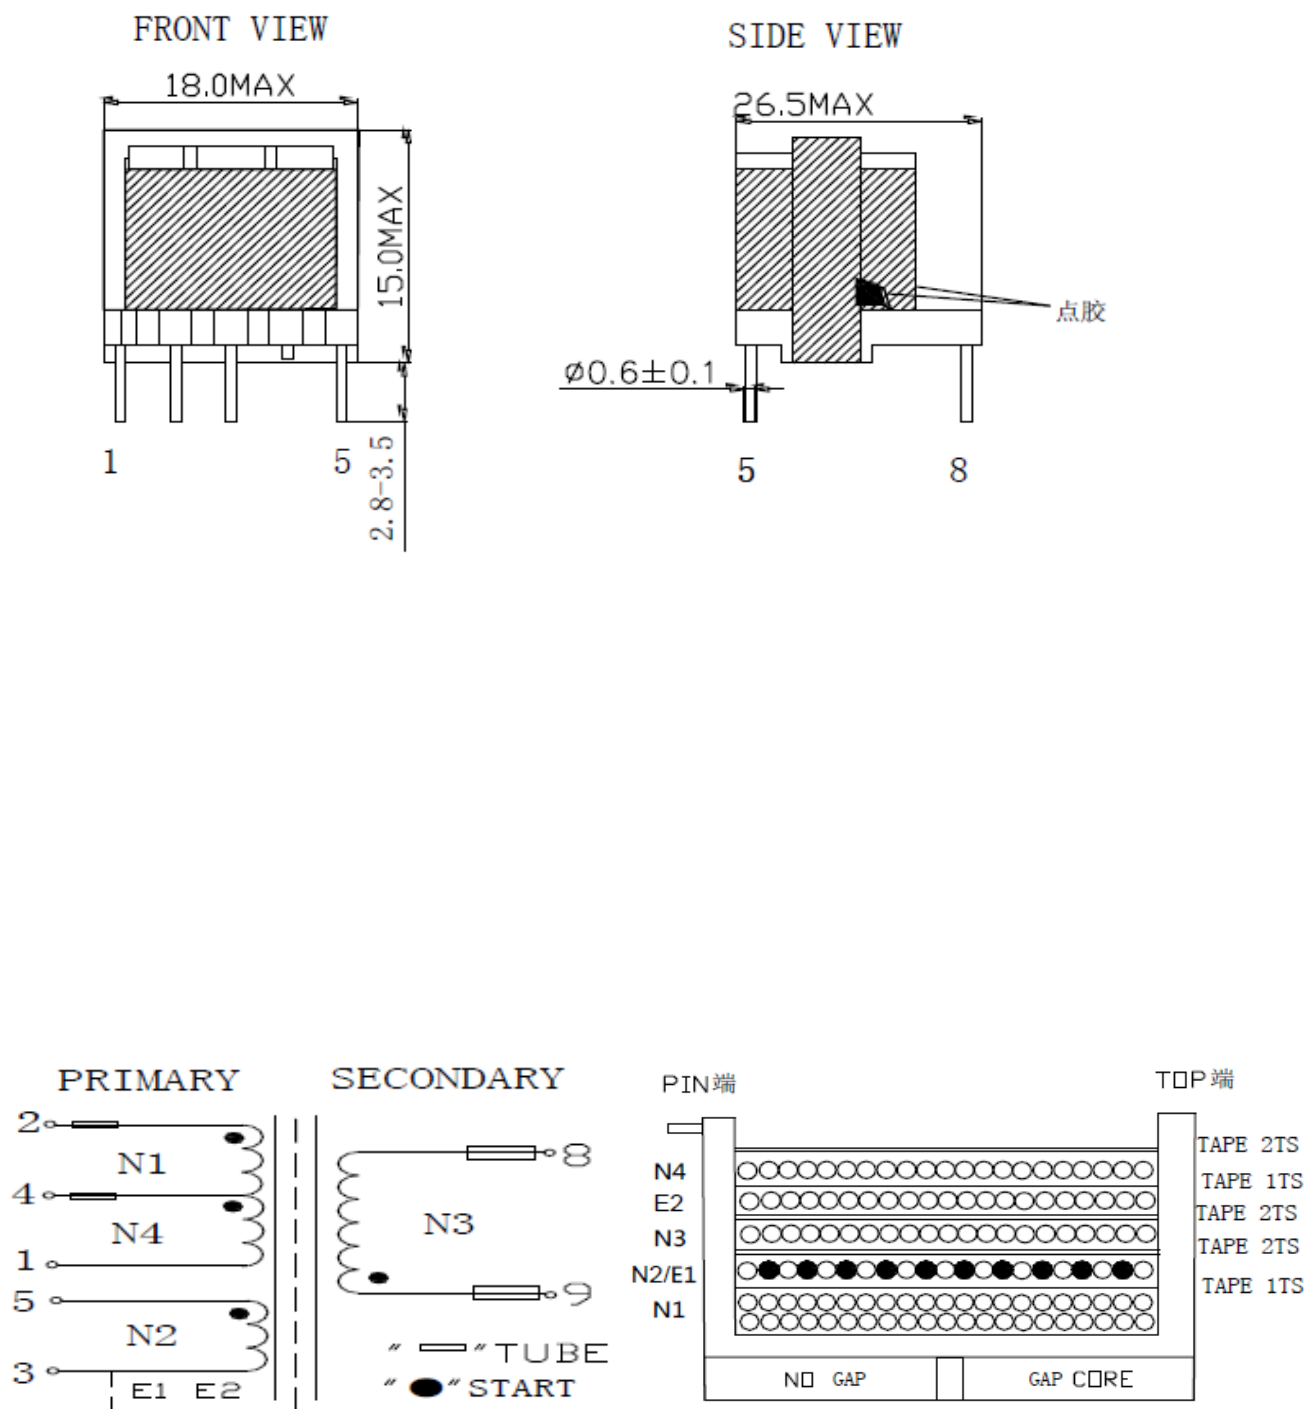 FRONT VIEW
SIDE VIEW
18.0MAX
26.5MAX
15.0MAX
点胶
Ø0.6±0.1
1
5
2.8-3.5
5
8
PRIMARY
SECONDARY
2
N1
4
N4
1
5
N2
3
E1 E2
8
N3
9
"▭"TUBE
"●"START
PIN端
TOP端
TAPE 2TS
N4
TAPE 1TS
E2
TAPE 2TS
N3
TAPE 2TS
N2/E1
TAPE 1TS
N1
NO GAP
GAP CORE